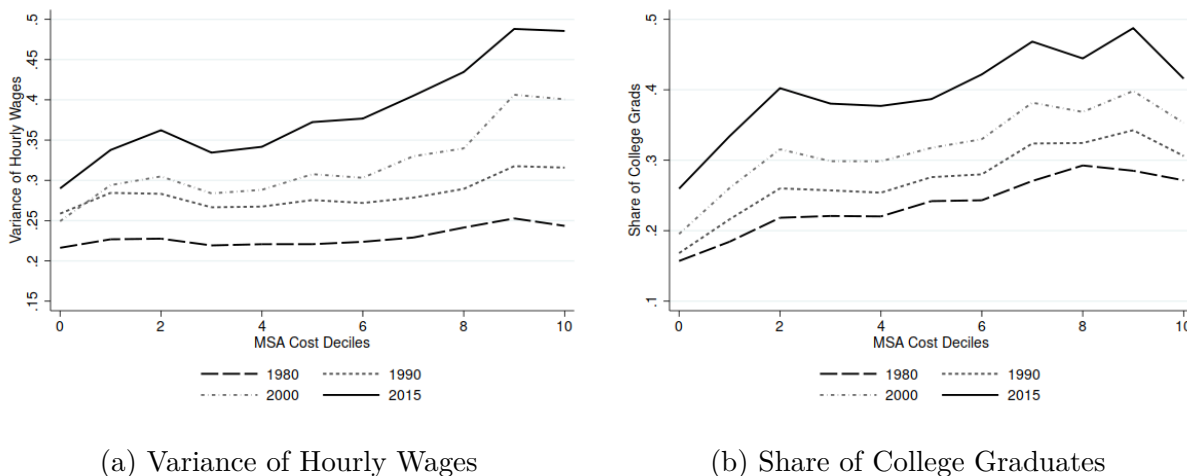 Variance of Hourly Wages
.5
.45
.4
.35
.3
.25
.2
.15
0 2 4 6 8 10
MSA Cost Deciles
1980 1990
2000 2015
(a) Variance of Hourly Wages
Share of College Grads
.5
.4
.3
.2
.1
0 2 4 6 8 10
MSA Cost Deciles
1980 1990
2000 2015
(b) Share of College Graduates